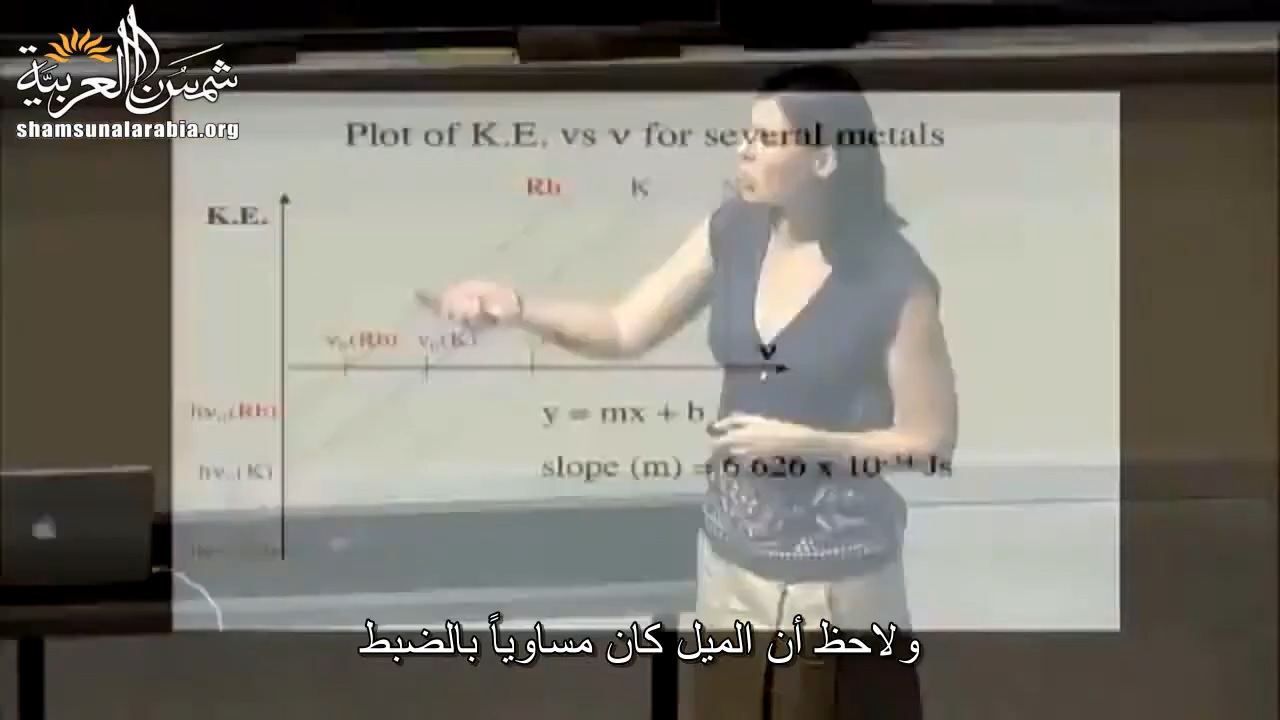 شمس العربية
shamsunalarabia.org
Plot of K.E. vs ν for several metals
Rb K
K.E.
ν₀(Rb) ν₀(K)
ν
hν₀(Rb)
y = mx + b
hν₀(K)
slope (m) = 6.626 x 10⁻³⁴ Js
ولاحظ أن الميل كان مساوياً بالضبط